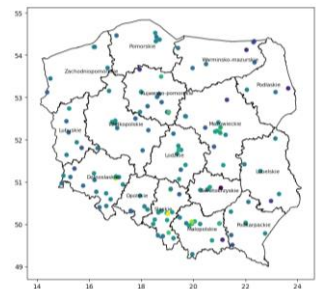 55
54
53
52
51
50
49
14
16
18
20
22
24
Pomorskie
Warmińsko-mazurskie
Zachodniopomorskie
Podlaskie
Kujawsko-pomorskie
Mazowieckie
Wielkopolskie
Lubuskie
Łódzkie
Lubelskie
Dolnośląskie
Opolskie
Świętokrzyskie
Śląskie
Małopolskie
Podkarpackie